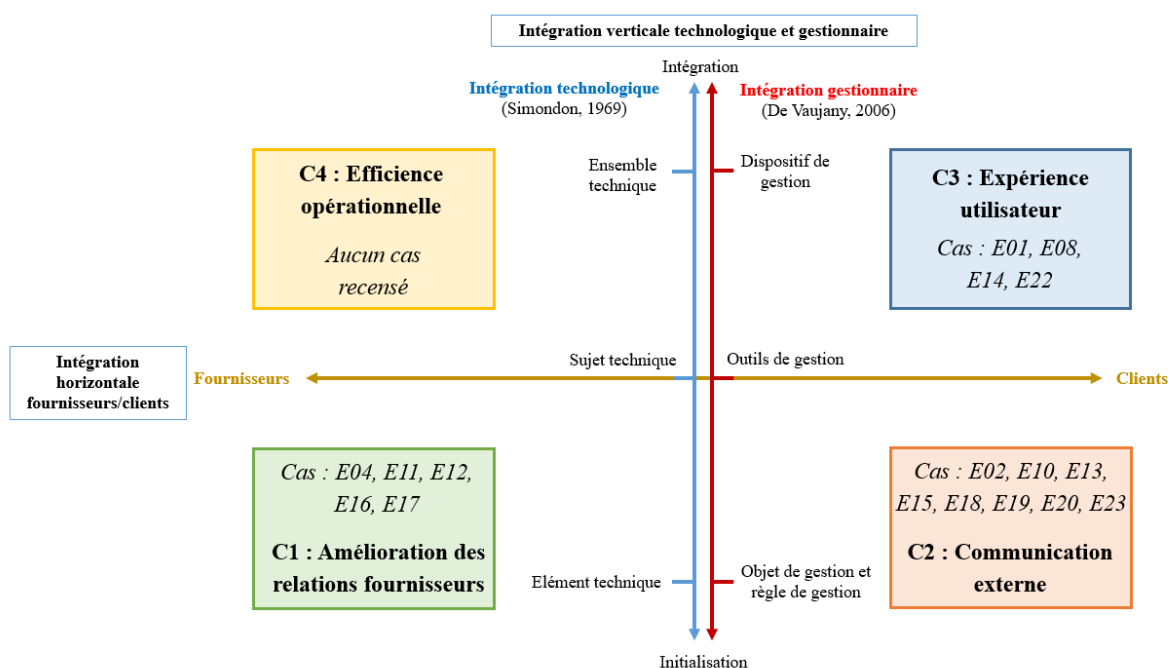 Intégration verticale technologique et gestionnaire
Intégration
Intégration technologique
(Simondon, 1969)
Intégration gestionnaire
(De Vaujany, 2006)
C4 : Efficience
opérationnelle
Aucun cas
recensé
Ensemble
technique
Dispositif de
gestion
C3 : Expérience
utilisateur
Cas : E01, E08,
E14, E22
Intégration
horizontale
fournisseurs/clients
Fournisseurs
Sujet technique
Outils de gestion
Clients
Cas : E04, E11, E12,
E16, E17
C1 : Amélioration des
relations fournisseurs
Elément technique
Objet de gestion et
règle de gestion
Cas : E02, E10, E13,
E15, E18, E19, E20, E23
C2 : Communication
externe
Initialisation